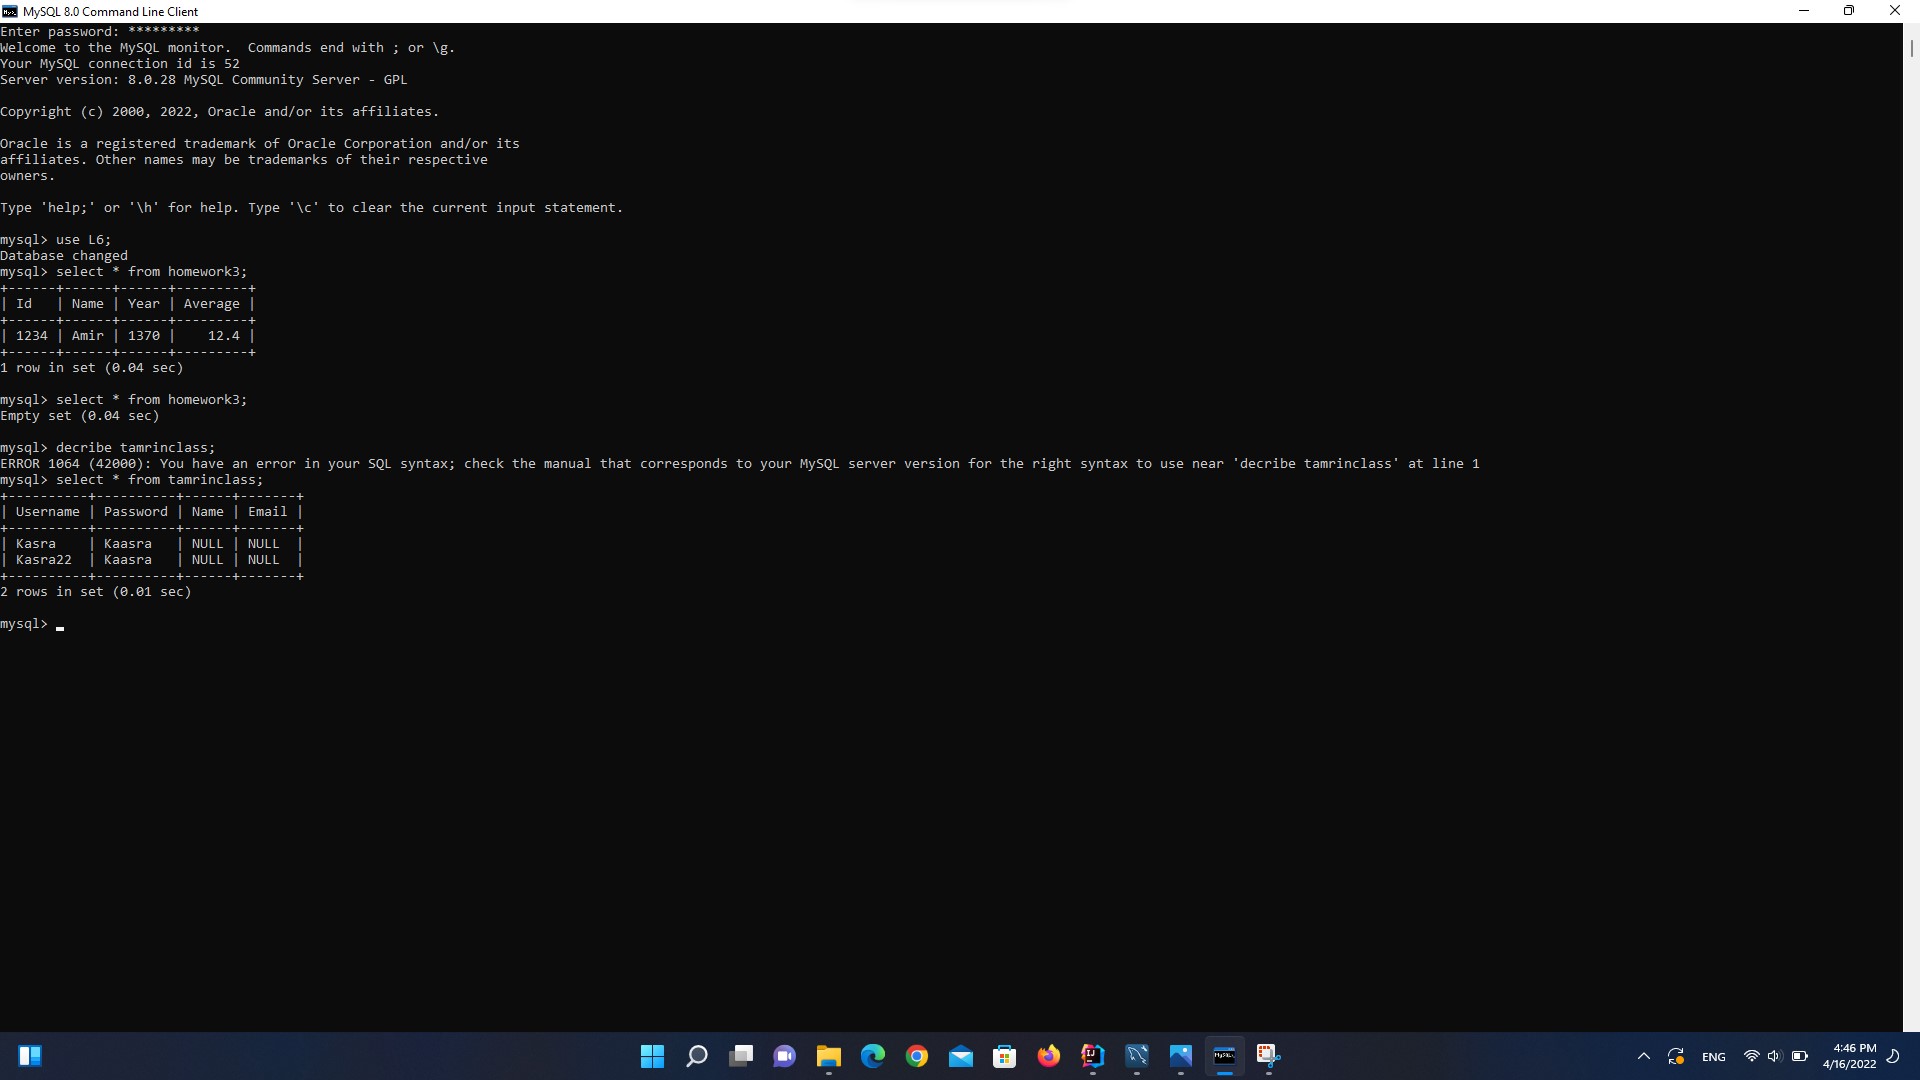 MySQL 8.0 Command Line Client
Enter password: *********
Welcome to the MySQL monitor.  Commands end with ; or \g.
Your MySQL connection id is 52
Server version: 8.0.28 MySQL Community Server - GPL
Copyright (c) 2000, 2022, Oracle and/or its affiliates.
Oracle is a registered trademark of Oracle Corporation and/or its
affiliates. Other names may be trademarks of their respective
owners.
Type 'help;' or '\h' for help. Type '\c' to clear the current input statement.
mysql> use L6;
Database changed
mysql> select * from homework3;
+------+------+------+---------+
| Id   | Name | Year | Average |
+------+------+------+---------+
| 1234 | Amir | 1370 |    12.4 |
+------+------+------+---------+
1 row in set (0.04 sec)
mysql> select * from homework3;
Empty set (0.04 sec)
mysql> decribe tamrinclass;
ERROR 1064 (42000): You have an error in your SQL syntax; check the manual that corresponds to your MySQL server version for the right syntax to use near 'decribe tamrinclass' at line 1
mysql> select * from tamrinclass;
+----------+----------+------+-------+
| Username | Password | Name | Email |
+----------+----------+------+-------+
| Kasra    | Kaasra   | NULL | NULL  |
| Kasra22  | Kaasra   | NULL | NULL  |
+----------+----------+------+-------+
2 rows in set (0.01 sec)
mysql> _
ENG
4:46 PM
4/16/2022